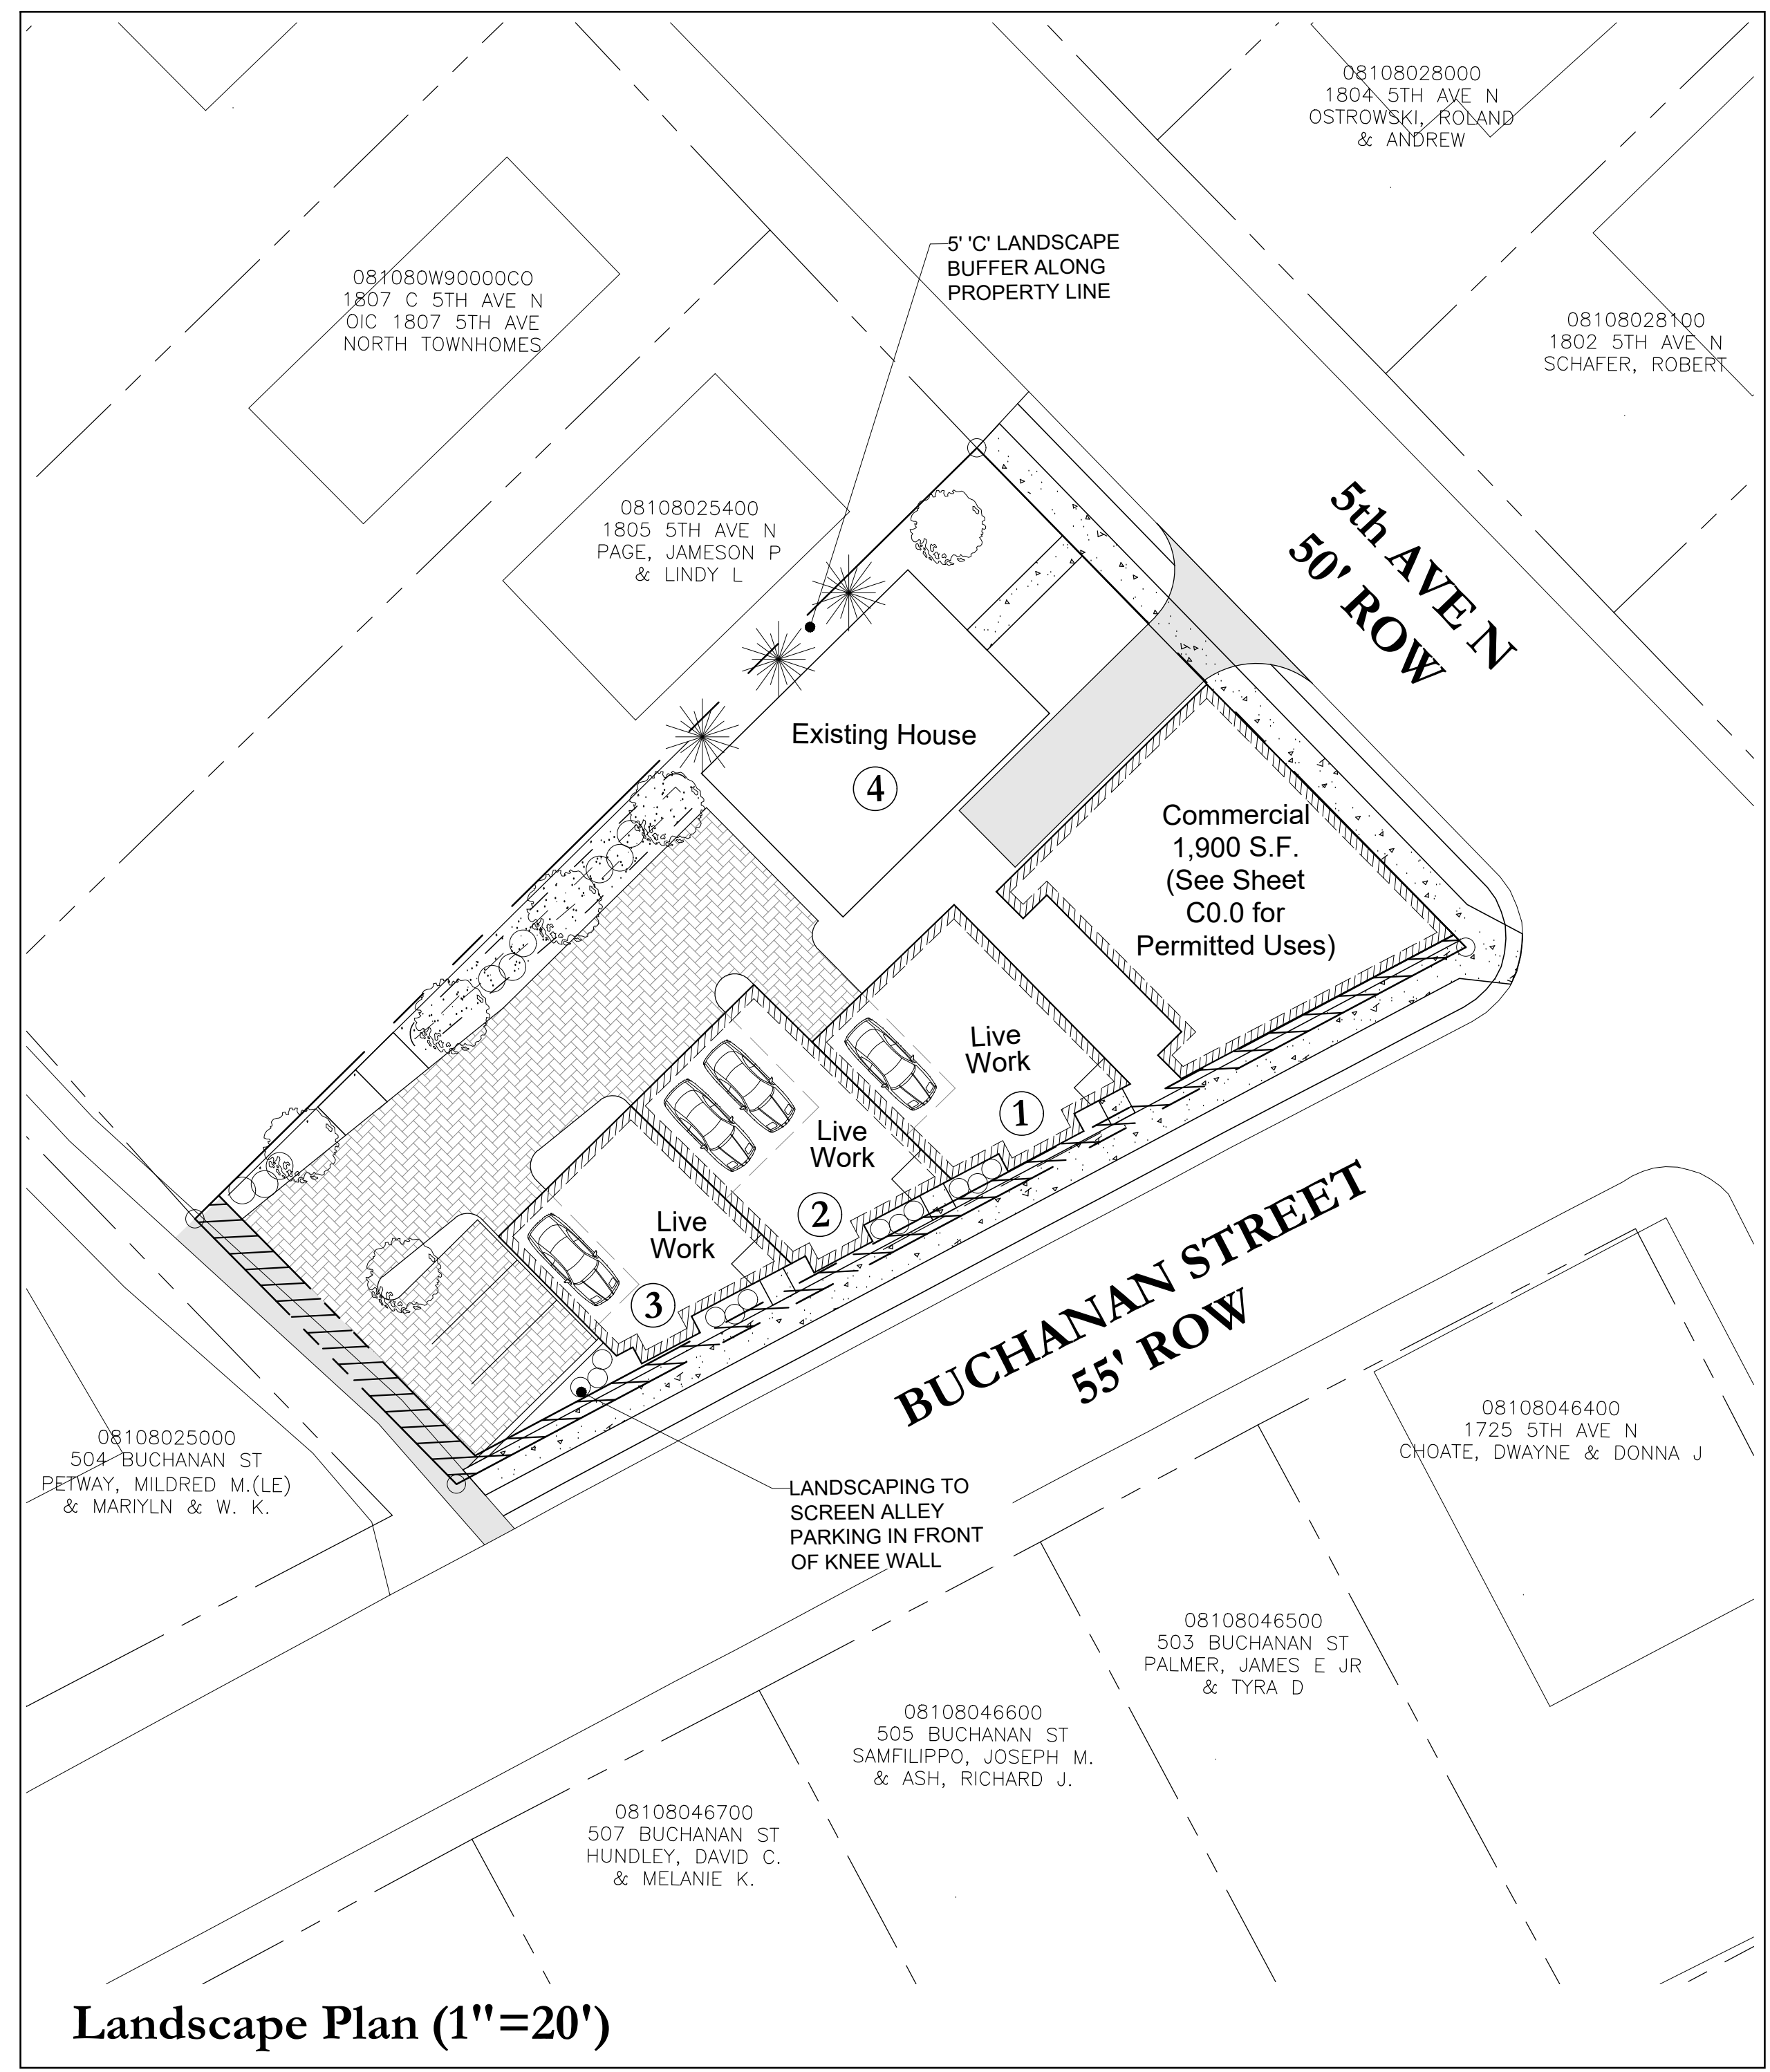 08108028000
1804 5TH AVE N
OSTROWSKI, ROLAND
& ANDREW
5' 'C' LANDSCAPE
BUFFER ALONG
PROPERTY LINE
081080W90000CO
1807 C 5TH AVE N
OIC 1807 5TH AVE
NORTH TOWNHOMES
08108028100
1802 5TH AVE N
SCHAFER, ROBERT
08108025400
1805 5TH AVE N
PAGE, JAMESON P
& LINDY L
5th AVE N
50' ROW
Existing House
4
Commercial
1,900 S.F.
(See Sheet
C0.0 for
Permitted Uses)
Live
Work
1
Live
Work
2
Live
Work
3
BUCHANAN STREET
55' ROW
08108025000
504 BUCHANAN ST
PETWAY, MILDRED M.(LE)
& MARIYLN & W. K.
08108046400
1725 5TH AVE N
CHOATE, DWAYNE & DONNA J
LANDSCAPING TO
SCREEN ALLEY
PARKING IN FRONT
OF KNEE WALL
08108046500
503 BUCHANAN ST
PALMER, JAMES E JR
& TYRA D
08108046600
505 BUCHANAN ST
SAMFILIPPO, JOSEPH M.
& ASH, RICHARD J.
08108046700
507 BUCHANAN ST
HUNDLEY, DAVID C.
& MELANIE K.
Landscape Plan (1"=20')